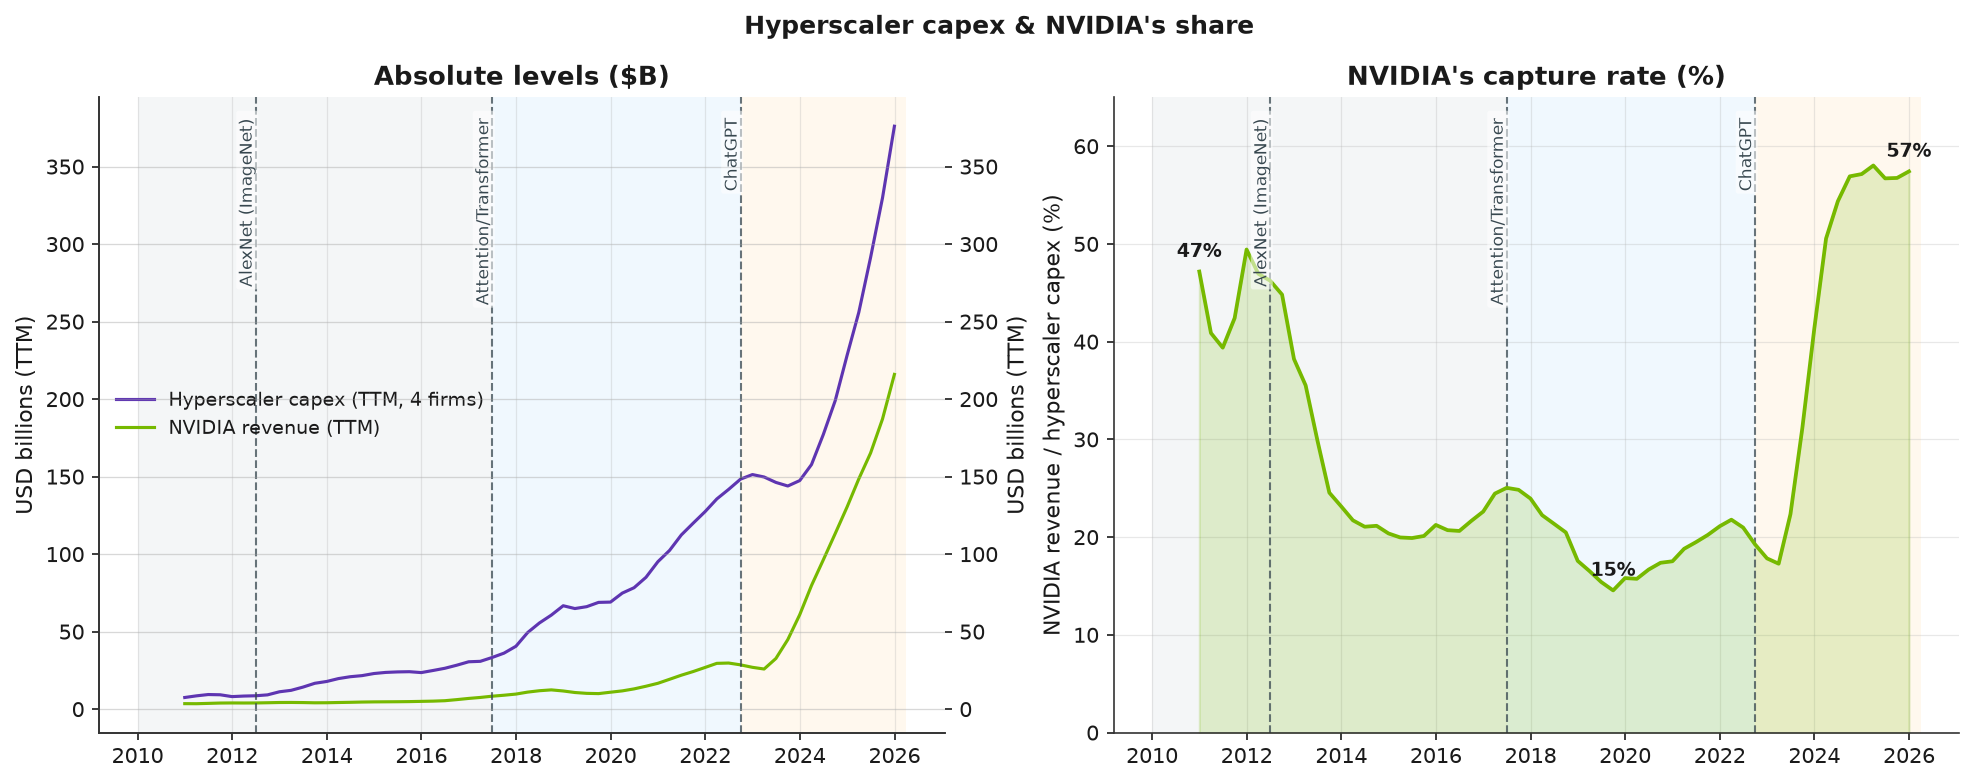 Hyperscaler capex & NVIDIA's share
Absolute levels ($B)
USD billions (TTM)
350
300
250
200
150
100
50
0
AlexNet (ImageNet)
Attention/Transformer
ChatGPT
Hyperscaler capex (TTM, 4 firms)
NVIDIA revenue (TTM)
350
300
250
200
150
100
50
0
USD billions (TTM)
2010 2012 2014 2016 2018 2020 2022 2024 2026
NVIDIA's capture rate (%)
NVIDIA revenue / hyperscaler capex (%)
60
50
40
30
20
10
0
AlexNet (ImageNet)
Attention/Transformer
ChatGPT
47%
15%
57%
2010 2012 2014 2016 2018 2020 2022 2024 2026